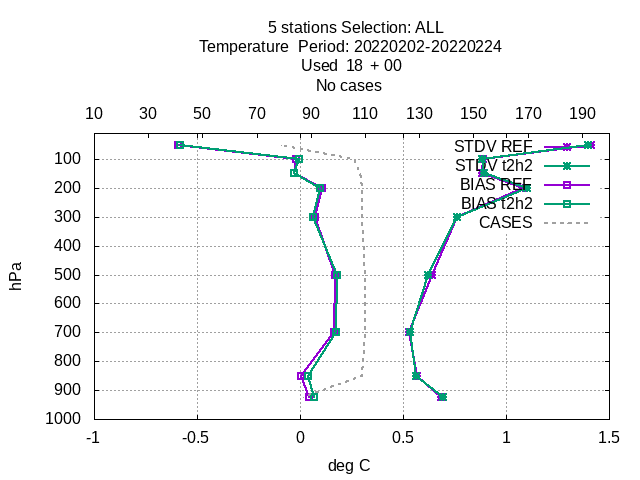 5 stations Selection: ALL
Temperature  Period: 20220202-20220224
Used  18  + 00
No cases
10 30 50 70 90 110 130 150 170 190
STDV REF
STDV t2h2
BIAS REF
BIAS t2h2
CASES
100
200
300
400
500
600
700
800
900
1000
hPa
-1 -0.5 0 0.5 1 1.5
deg C